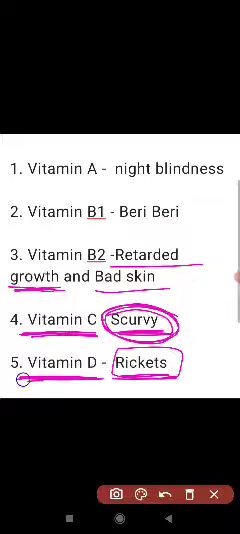 1. Vitamin A - night blindness
2. Vitamin B1 - Beri Beri
3. Vitamin B2 -Retarded
growth and Bad skin
4. Vitamin C - Scurvy
5. Vitamin D - Rickets